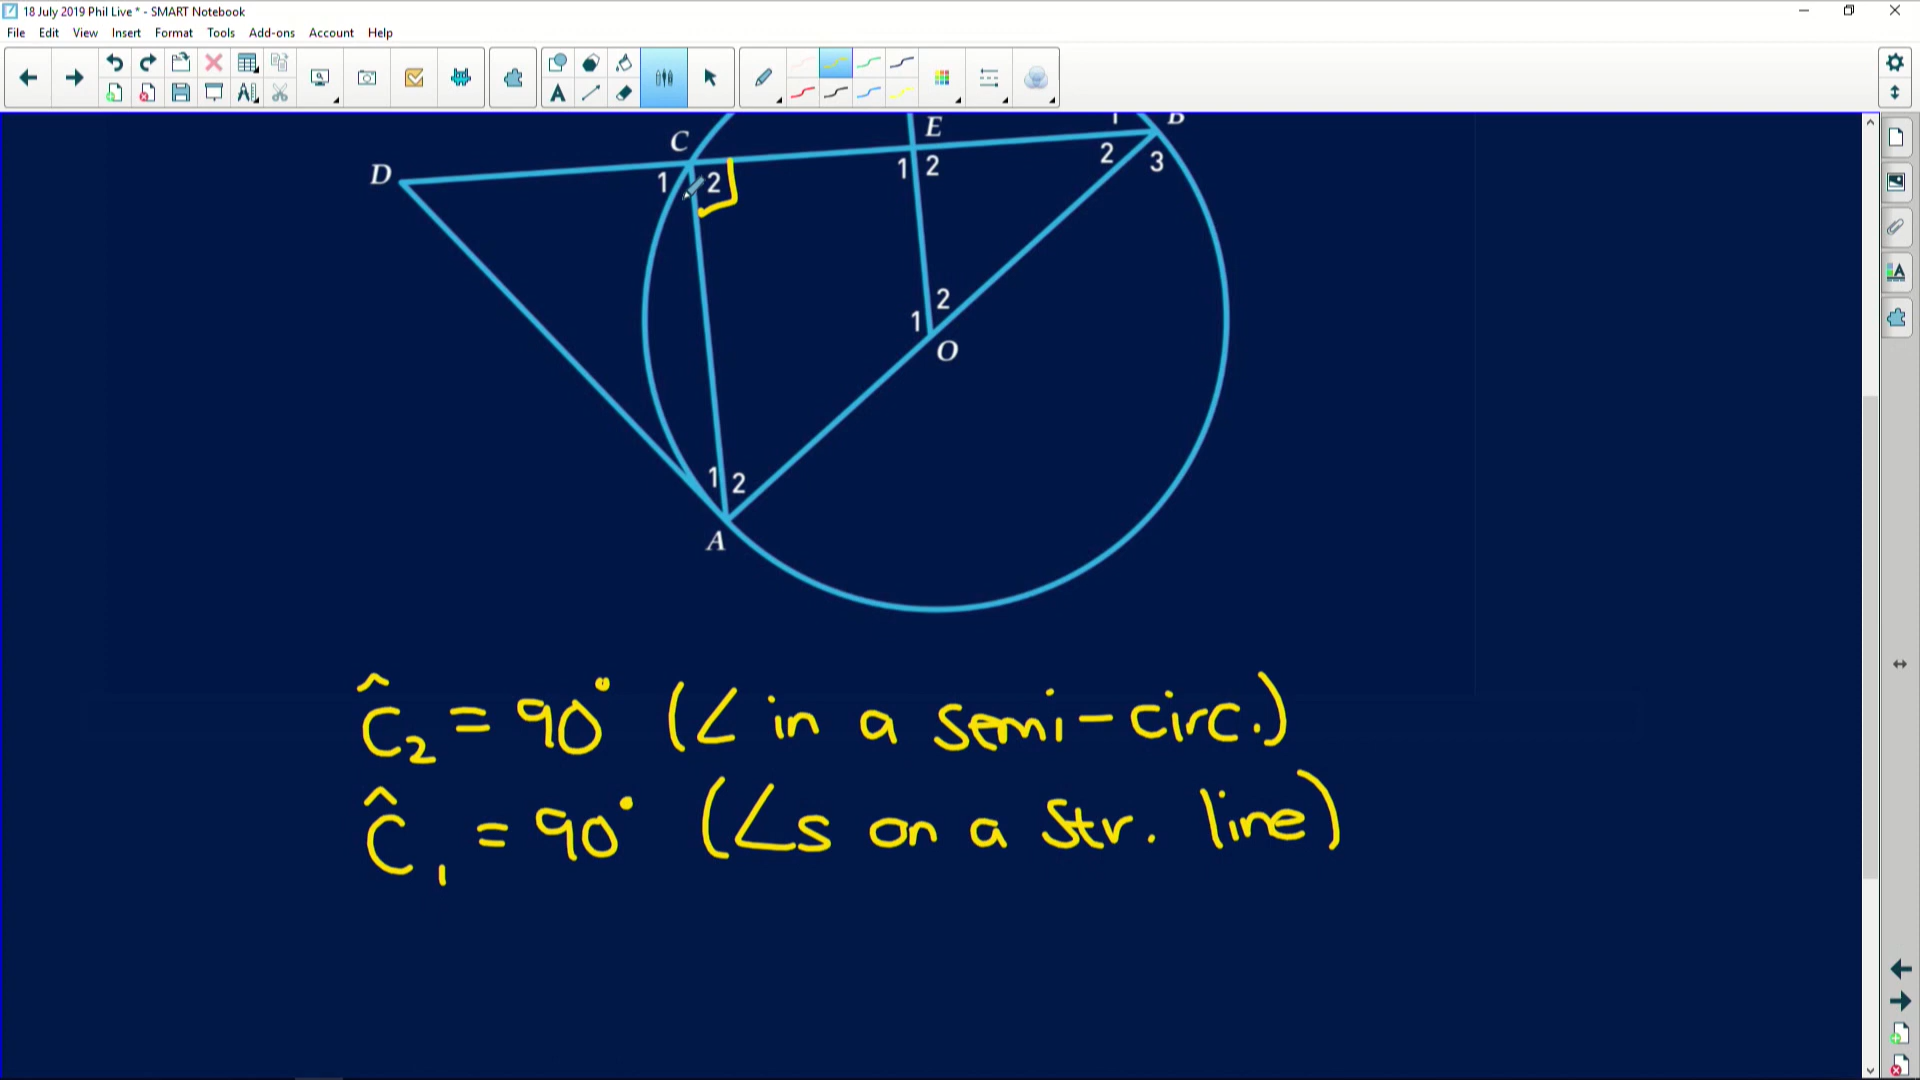 18 July 2019 Phil Live * - SMART Notebook
File Edit View Insert Format Tools Add-ons Account Help
E
1
B
C
D
1 2
1 2
2 3
2
1
O
1 2
A
Ĉ₂ = 90° (∠ in a semi-circ.)
Ĉ₁ = 90° (∠s on a str. line)